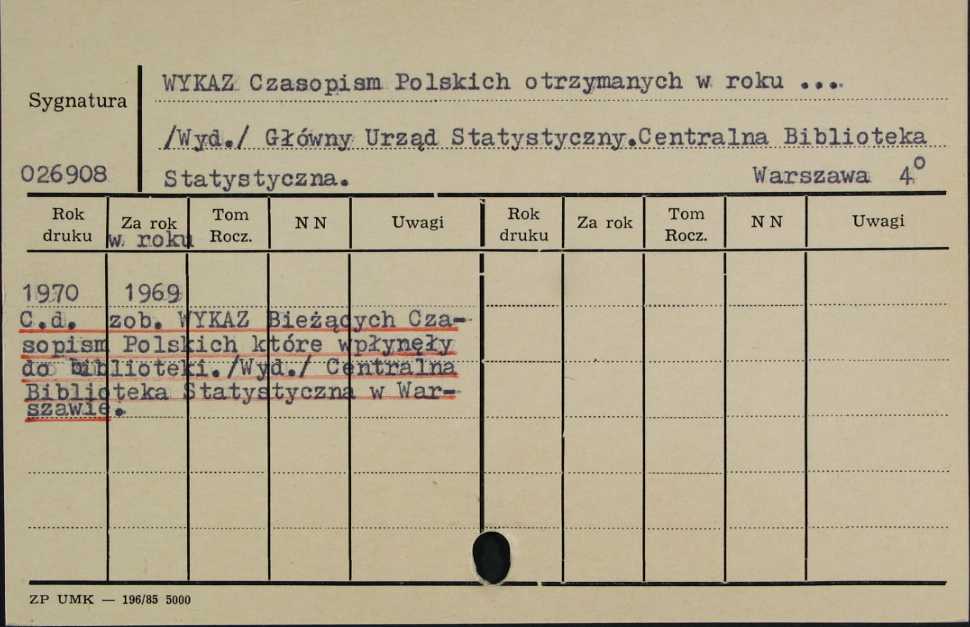 WYKAZ Czasopism Polskich otrzymanych w roku ...
Sygnatura
/Wyd./ Główny Urząd Statystyczny.Centralna Biblioteka
026908
Statystyczna. Warszawa 4o
Rok druku Za rok Tom Rocz. N N Uwagi Rok druku Za rok Tom Rocz. N N Uwagi
w roku
1970 1969
C.d. zob. WYKAZ Bieżących Cza-
sopism Polskich które wpłynęły
do biblioteki./Wyd./ Centralna
Biblioteka Statystyczna w War-
szawie.
ZP UMK — 196/85 5000